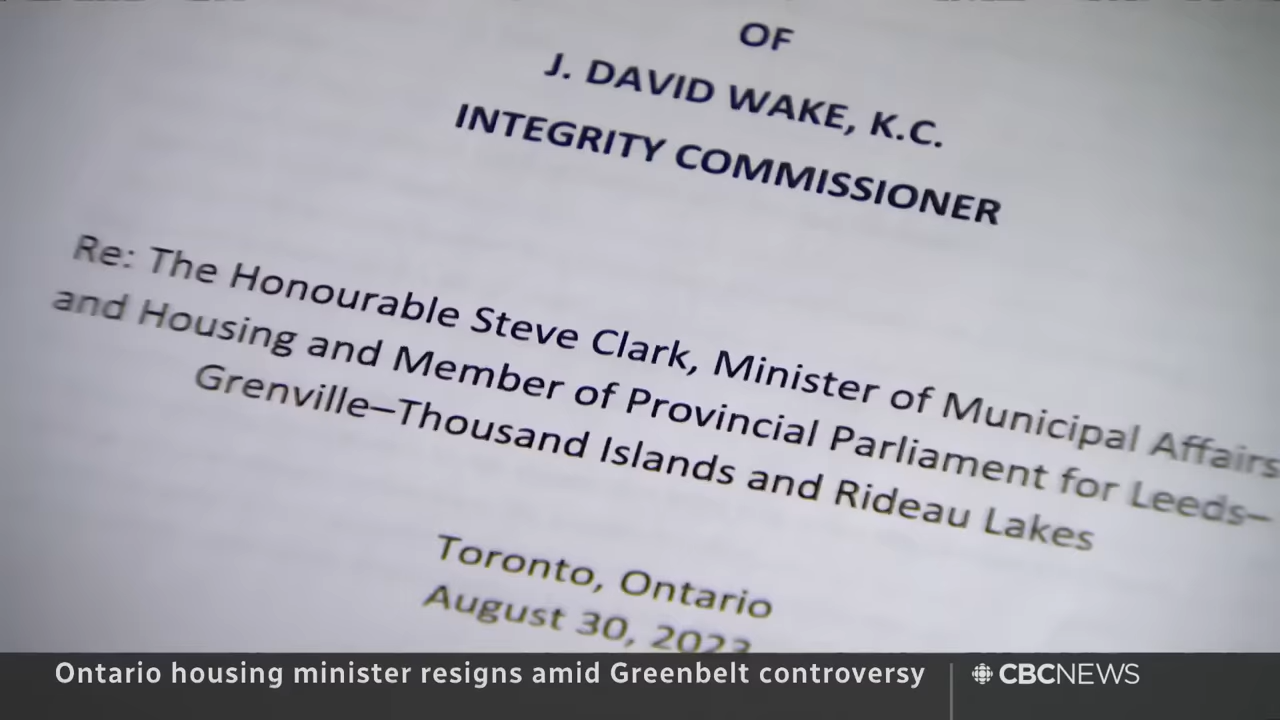 OF
J. DAVID WAKE, K.C.
INTEGRITY COMMISSIONER
Re: The Honourable Steve Clark, Minister of Municipal Affairs
and Housing and Member of Provincial Parliament for Leeds–
Grenville–Thousand Islands and Rideau Lakes
Toronto, Ontario
August 30, 2023
Ontario housing minister resigns amid Greenbelt controversy
CBCNEWS